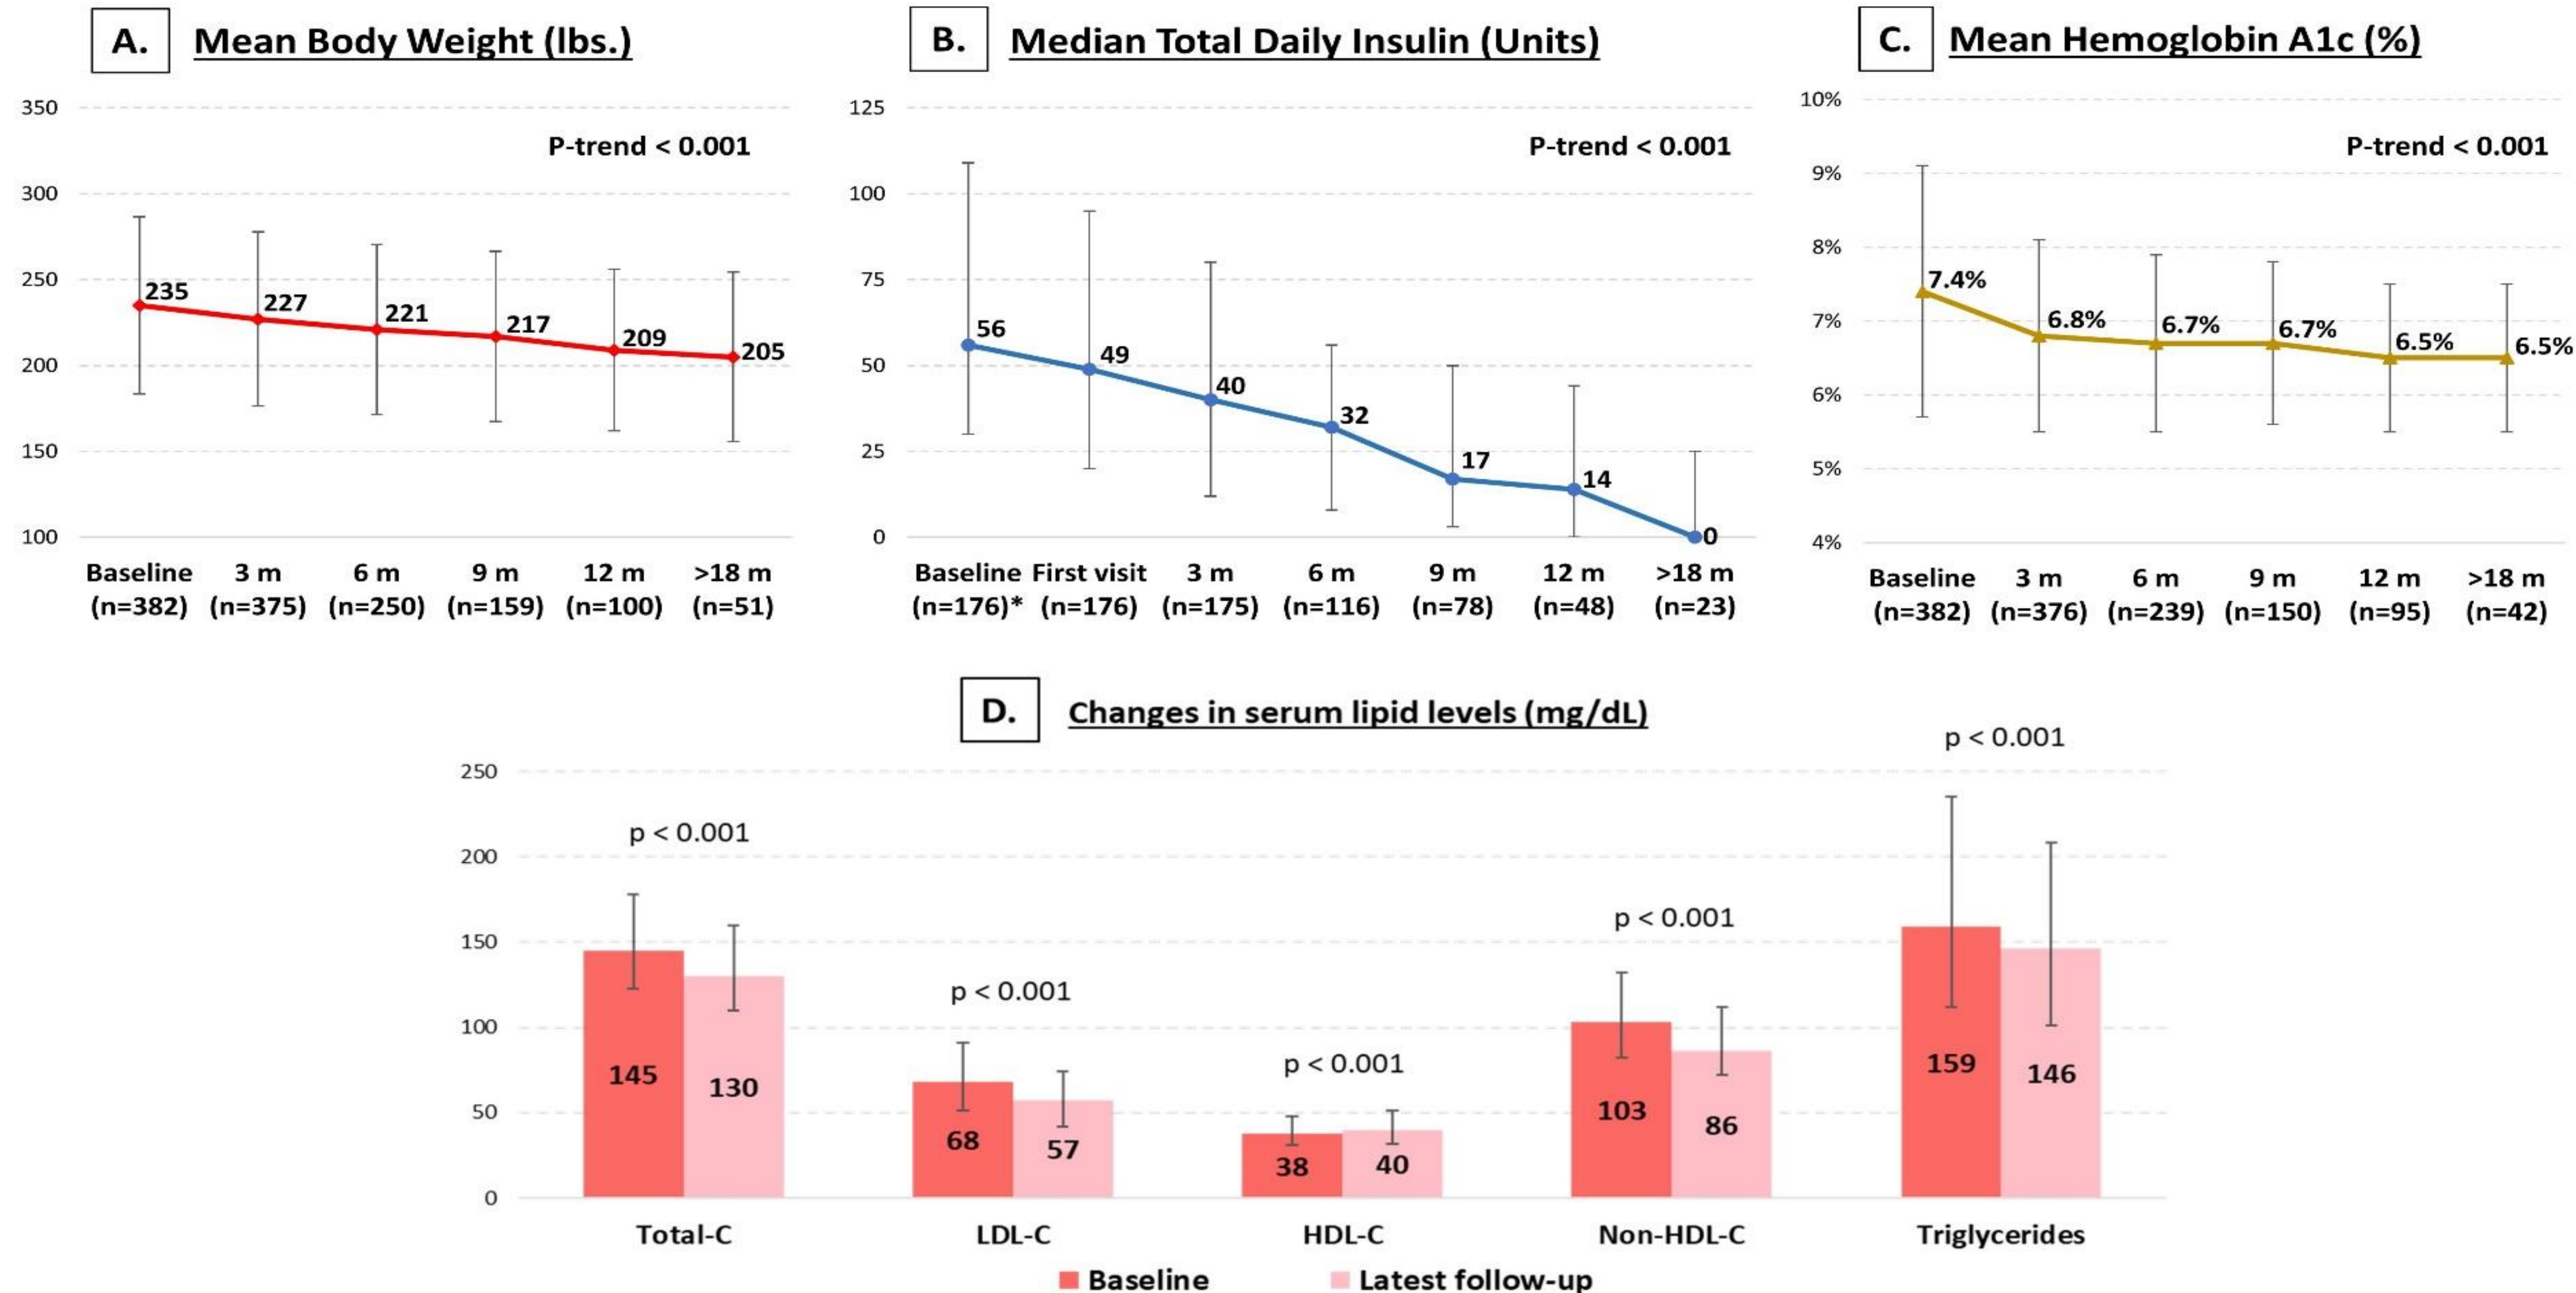 A. Mean Body Weight (lbs.)
350
300
250
200
150
100
P-trend < 0.001
235
227
221
217
209
205
Baseline 3 m 6 m 9 m 12 m >18 m
(n=382) (n=375) (n=250) (n=159) (n=100) (n=51)
B. Median Total Daily Insulin (Units)
125
100
75
50
25
0
P-trend < 0.001
56
49
40
32
17
14
0
Baseline First visit 3 m 6 m 9 m 12 m >18 m
(n=176)* (n=176) (n=175) (n=116) (n=78) (n=48) (n=23)
C. Mean Hemoglobin A1c (%)
10%
9%
8%
7%
6%
5%
4%
P-trend < 0.001
7.4%
6.8%
6.7%
6.7%
6.5%
6.5%
Baseline 3 m 6 m 9 m 12 m >18 m
(n=382) (n=376) (n=239) (n=150) (n=95) (n=42)
D. Changes in serum lipid levels (mg/dL)
250
200
150
100
50
0
p < 0.001
145 130
p < 0.001
68 57
p < 0.001
38 40
p < 0.001
103 86
p < 0.001
159 146
Total-C LDL-C HDL-C Non-HDL-C Triglycerides
Baseline Latest follow-up